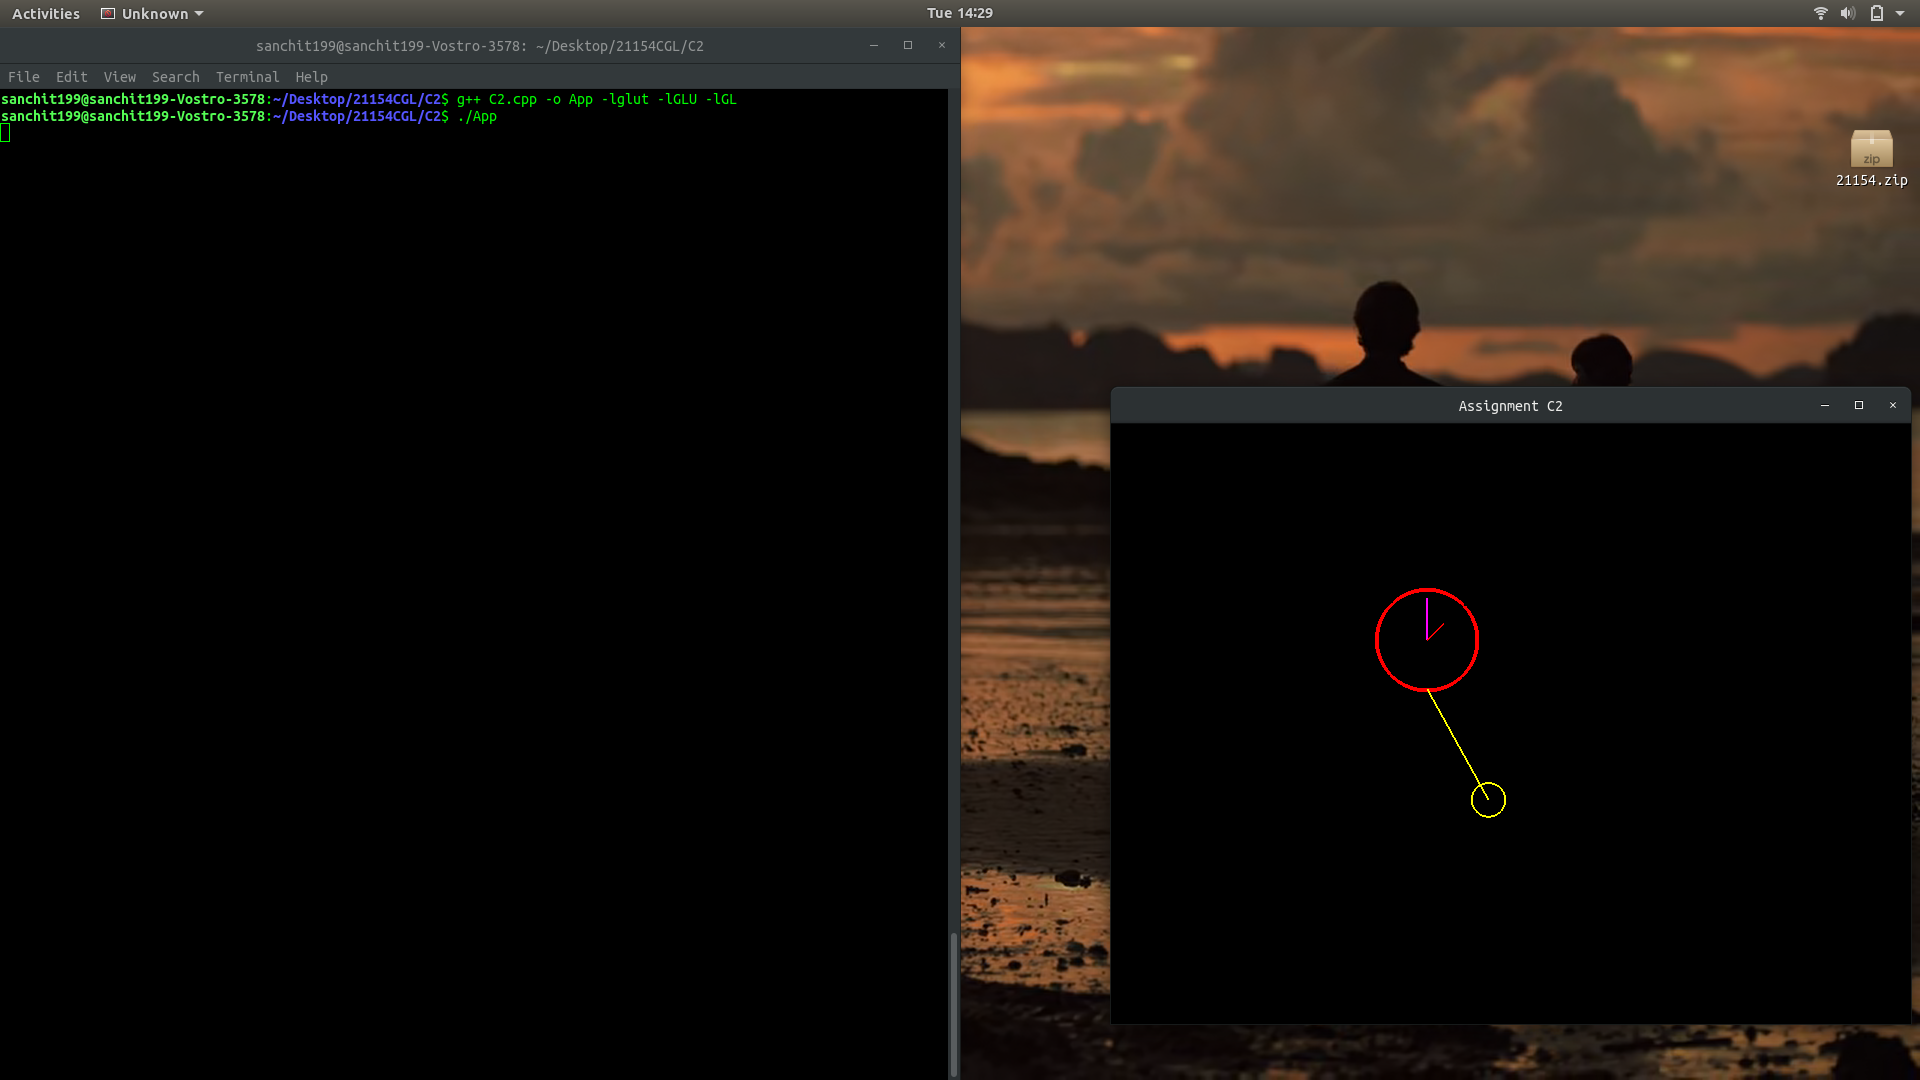 Activities Unknown Tue 14:29
sanchit199@sanchit199-Vostro-3578: ~/Desktop/21154CGL/C2
File Edit View Search Terminal Help
sanchit199@sanchit199-Vostro-3578:~/Desktop/21154CGL/C2$ g++ C2.cpp -o App -lglut -lGLU -lGL
sanchit199@sanchit199-Vostro-3578:~/Desktop/21154CGL/C2$ ./App
zip
21154.zip
Assignment C2